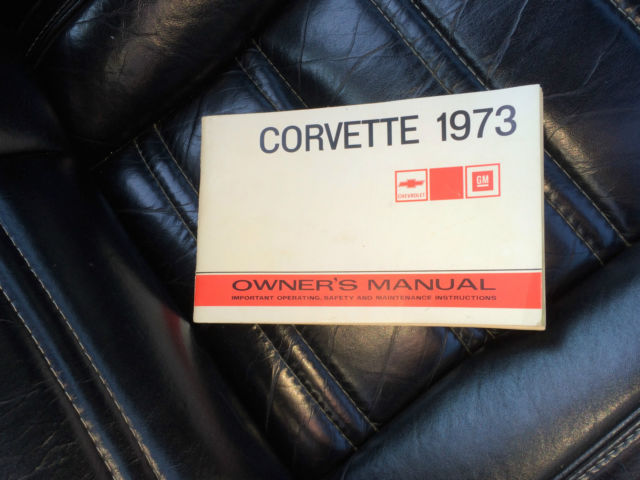 CORVETTE 1973
CHEVROLET GM
OWNER'S MANUAL
IMPORTANT OPERATING, SAFETY AND MAINTENANCE INSTRUCTIONS